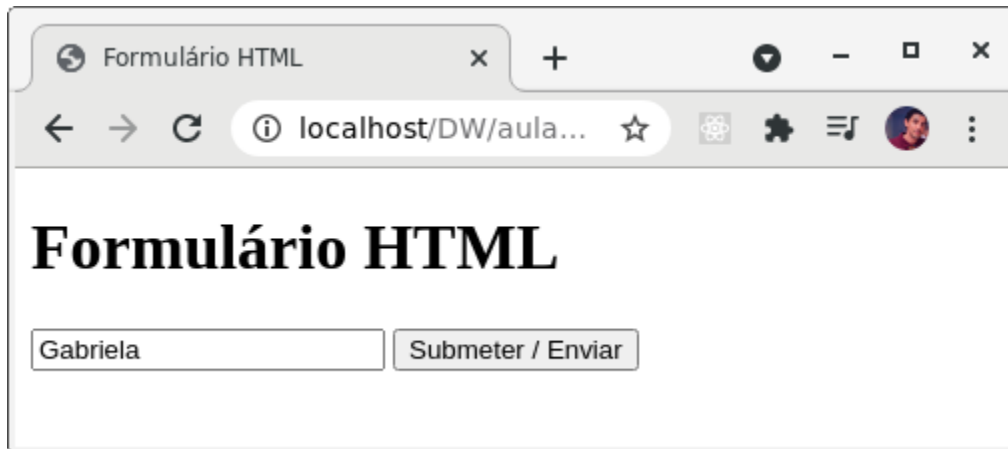 Formulário HTML
localhost/DW/aula...
Formulário HTML
Gabriela Submeter / Enviar